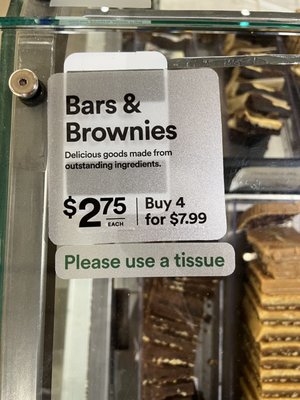 Bars &
Brownies
Delicious goods made from
outstanding ingredients.
$2.75 EACH
Buy 4
for $7.99
Please use a tissue